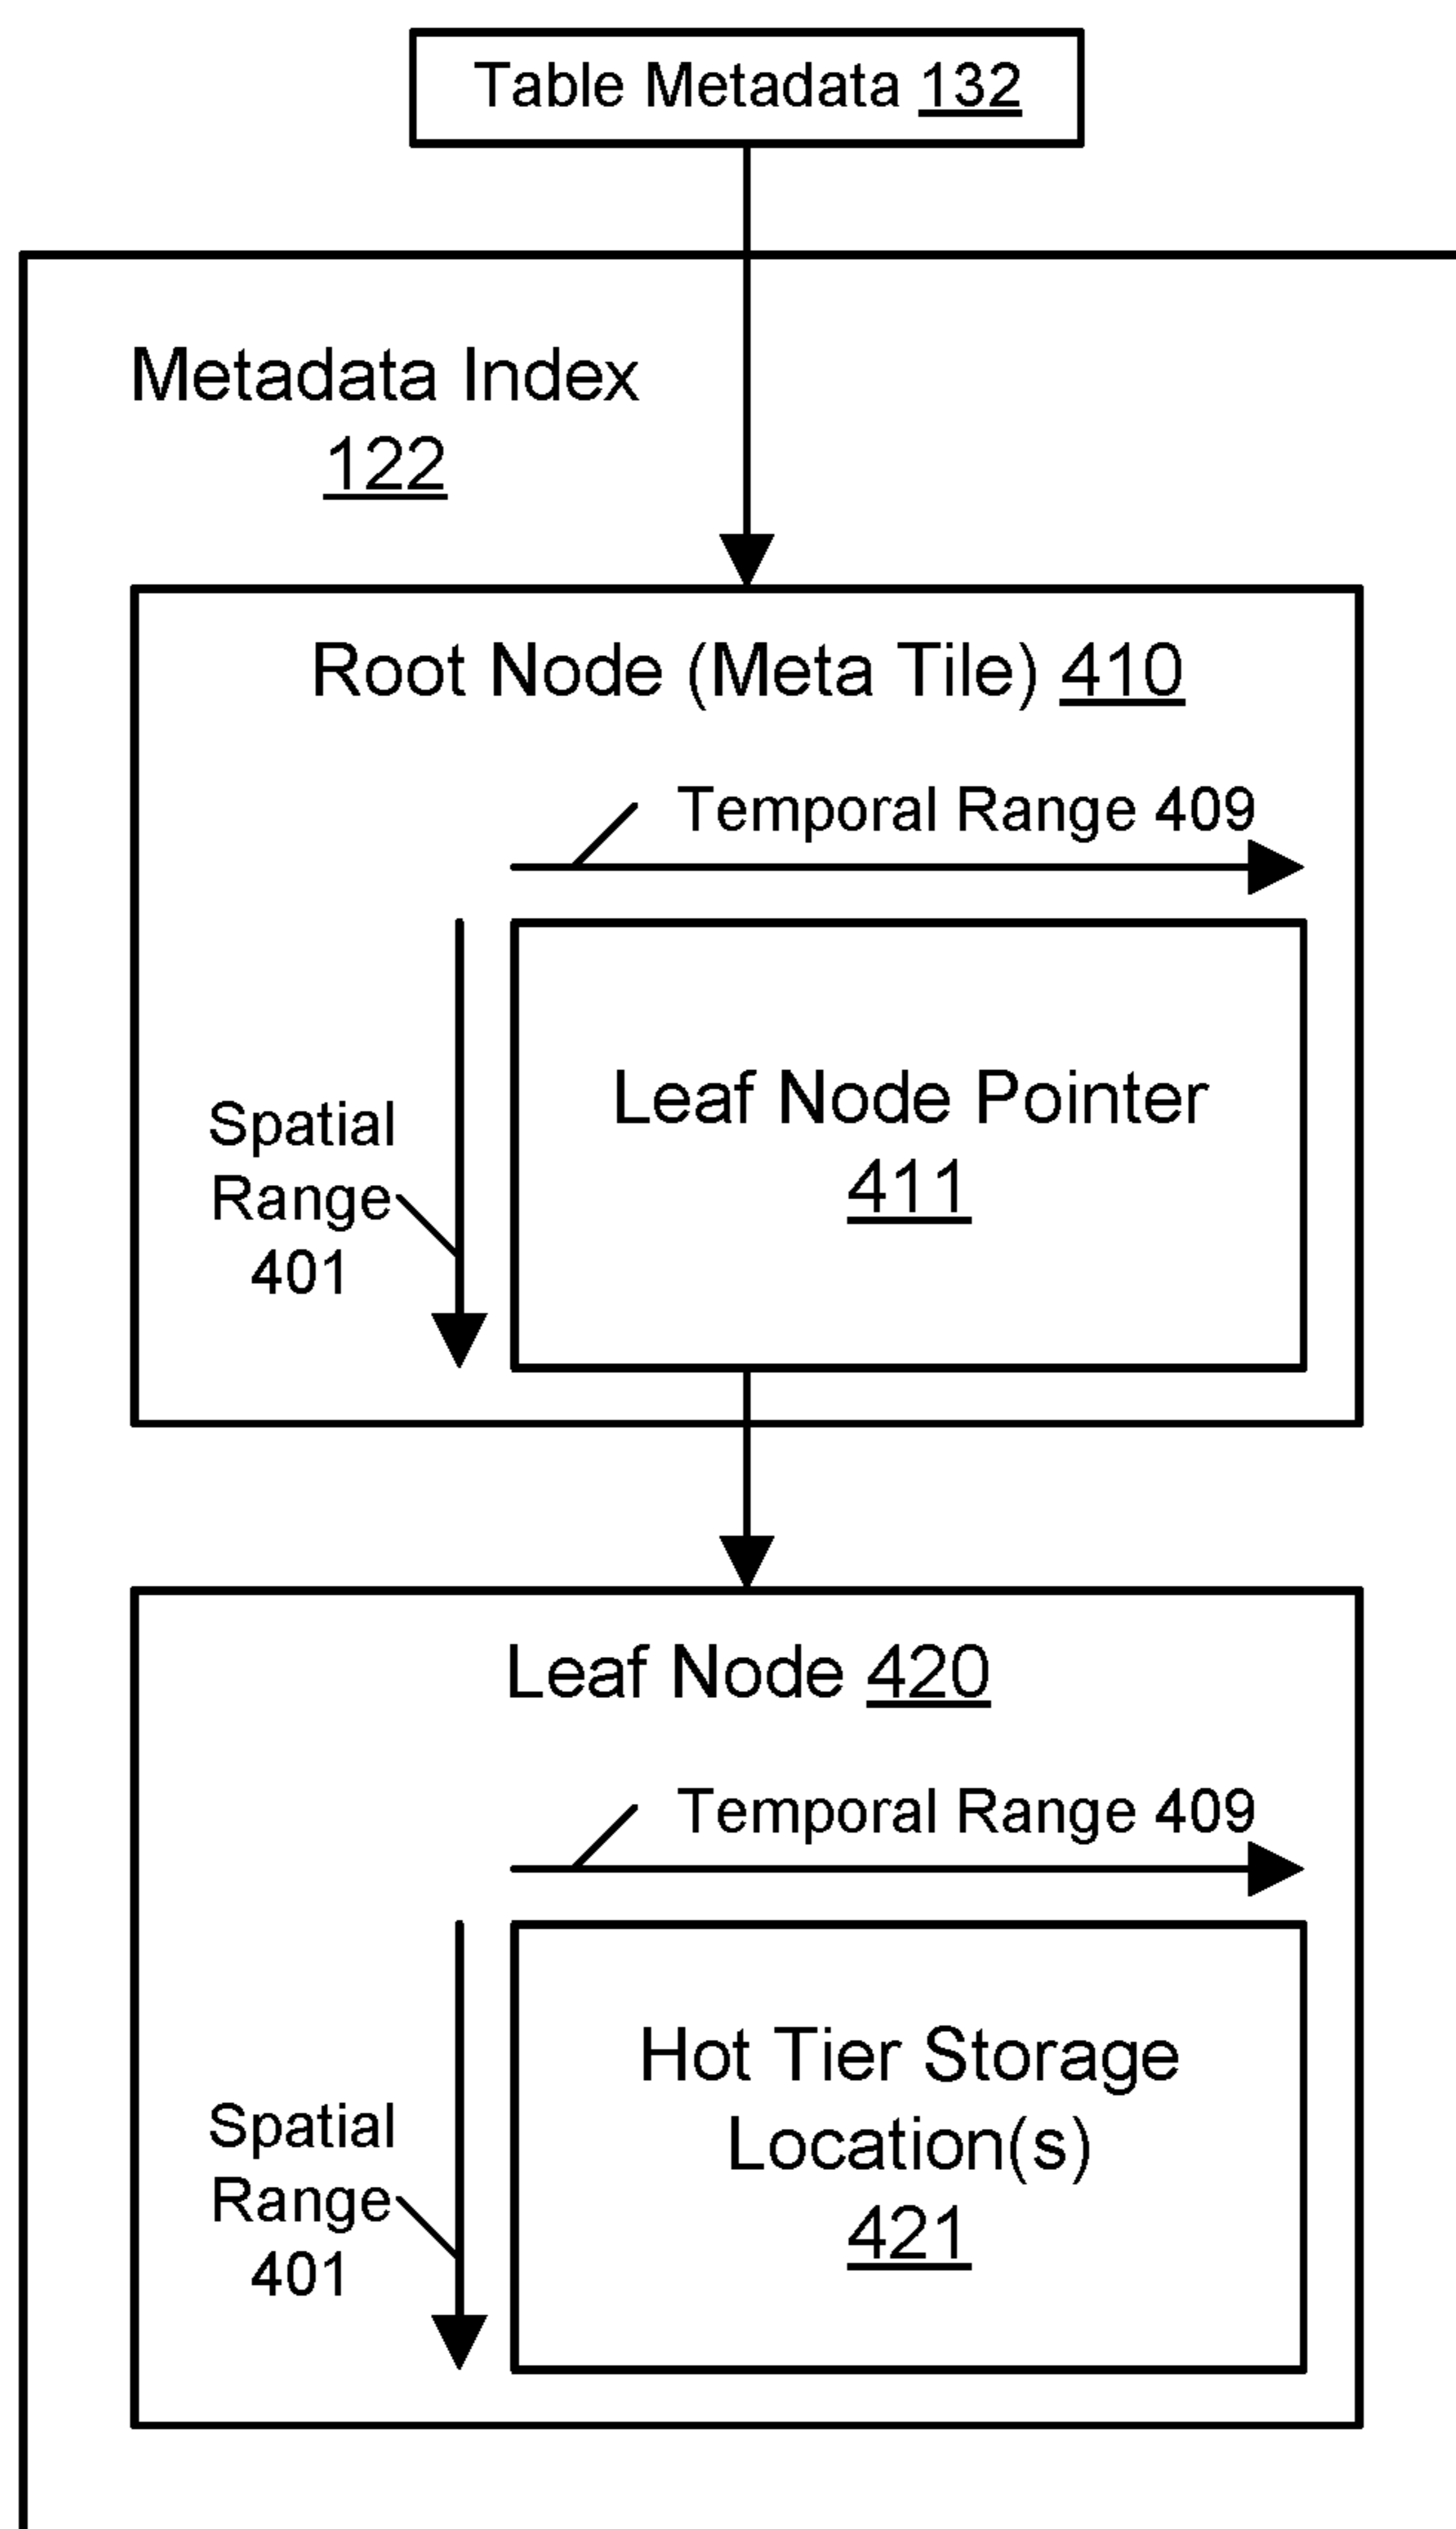 Table Metadata 132
Metadata Index
122
Root Node (Meta Tile) 410
Temporal Range 409
Spatial
Range
401
Leaf Node Pointer
411
Leaf Node 420
Temporal Range 409
Spatial
Range
401
Hot Tier Storage
Location(s)
421